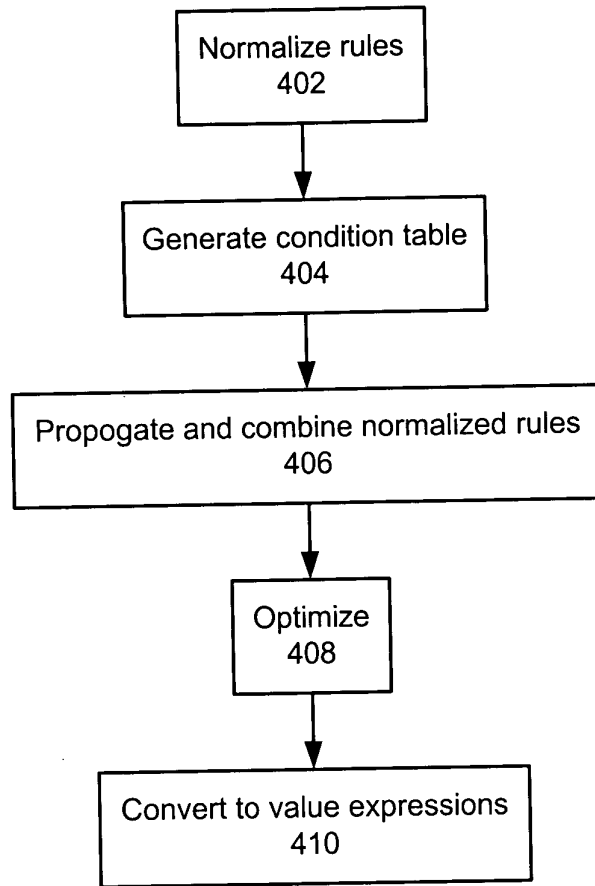 Normalize rules
402
Generate condition table
404
Propogate and combine normalized rules
406
Optimize
408
Convert to value expressions
410